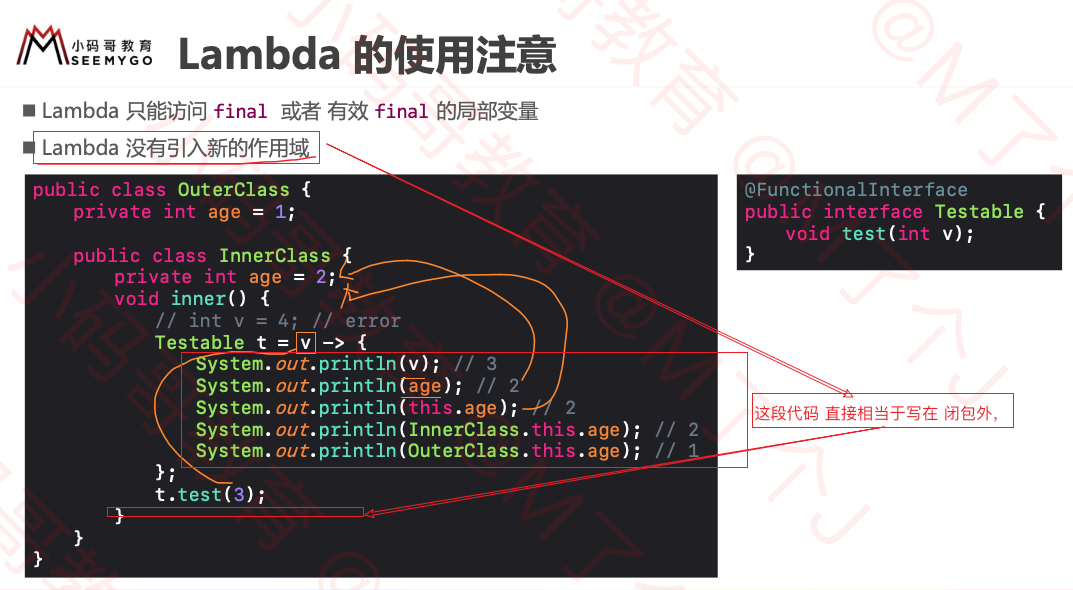 小码哥教育
SEEMYGO
Lambda 的使用注意
Lambda 只能访问 final 或者 有效 final 的局部变量
Lambda 没有引入新的作用域
public class OuterClass {
    private int age = 1;
    public class InnerClass {
        private int age = 2;
        void inner() {
            // int v = 4; // error
            Testable t = v -> {
                System.out.println(v); // 3
                System.out.println(age); // 2
                System.out.println(this.age); // 2
                System.out.println(InnerClass.this.age); // 2
                System.out.println(OuterClass.this.age); // 1
            };
            t.test(3);
        }
    }
}
@FunctionalInterface
public interface Testable {
    void test(int v);
}
这段代码 直接相当于写在 闭包外，
小码哥教育 @M了个J